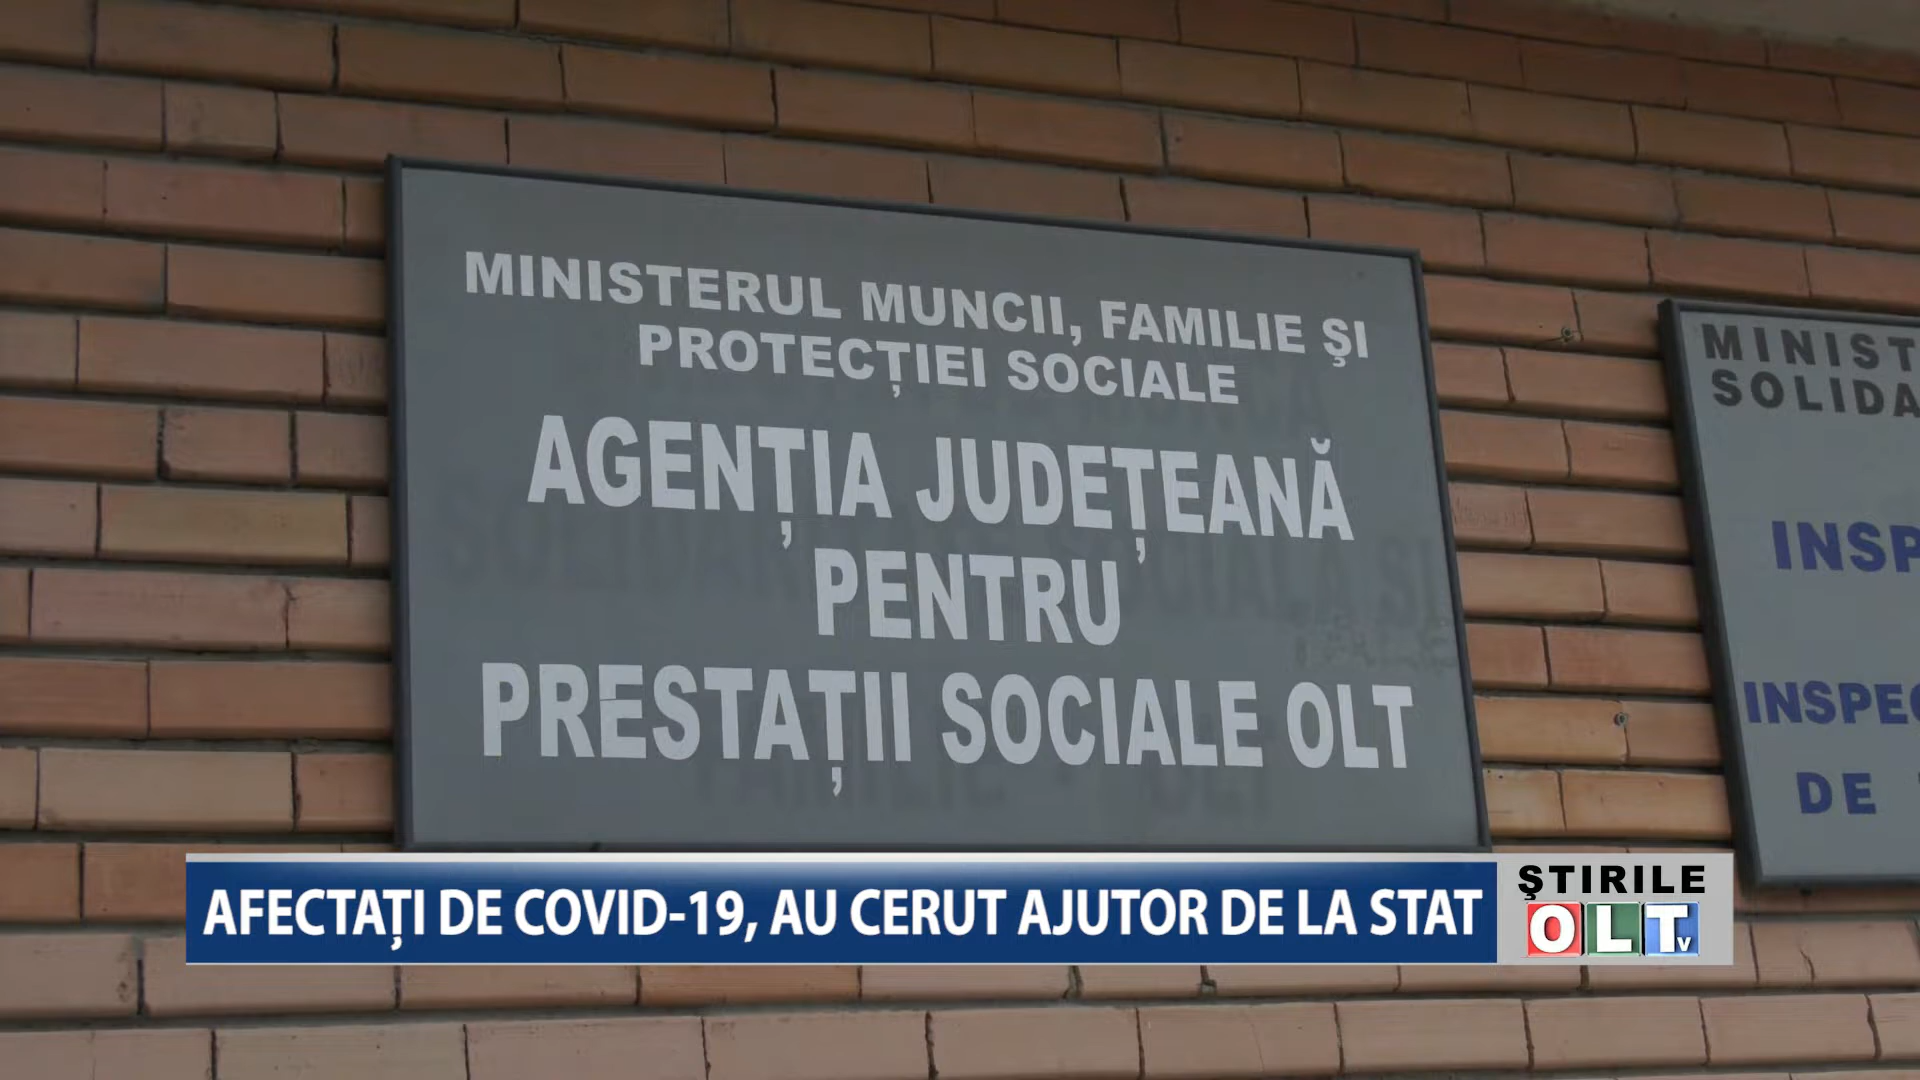 MINISTERUL MUNCII, FAMILIE ŞI
PROTECȚIEI SOCIALE
AGENȚIA JUDEȚEANĂ
PENTRU
PRESTAȚII SOCIALE OLT
MINIST
SOLIDA
INSP
INSPEC
DE
AFECTAȚI DE COVID-19, AU CERUT AJUTOR DE LA STAT
ŞTIRILE
OLTV